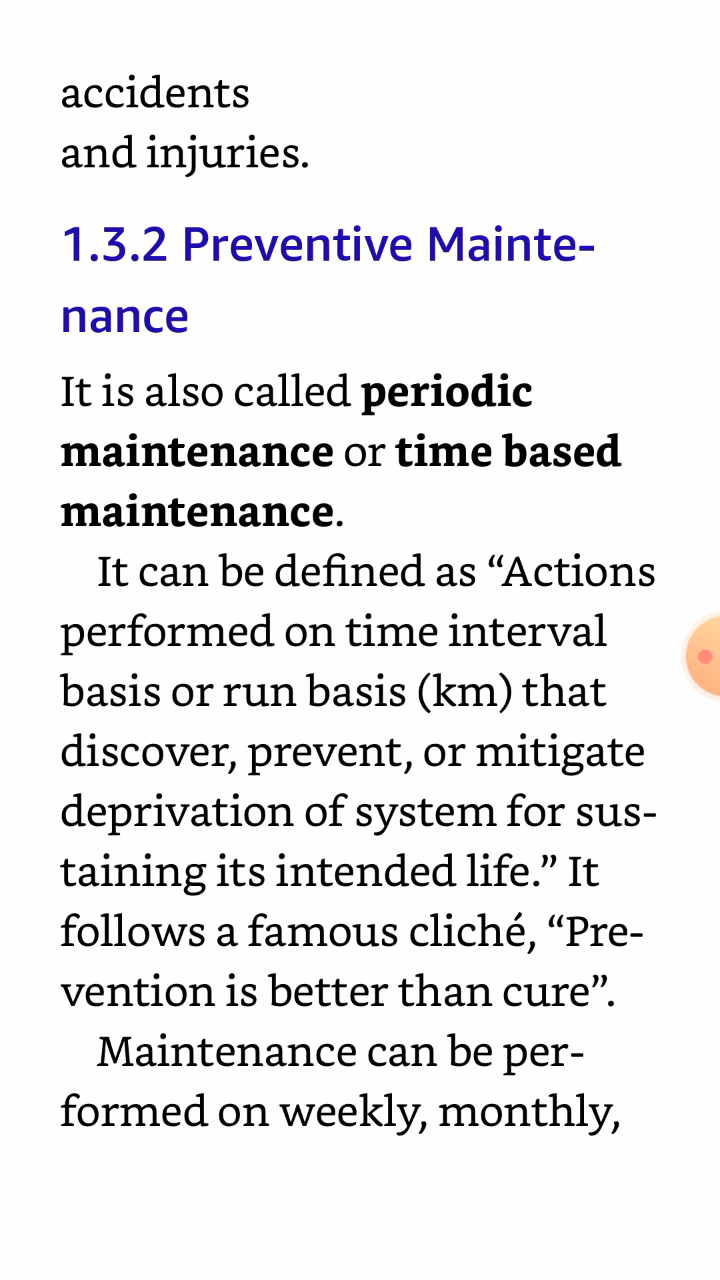 accidents
and injuries.
1.3.2 Preventive Mainte-
nance
It is also called periodic
maintenance or time based
maintenance.
It can be defined as “Actions
performed on time interval
basis or run basis (km) that
discover, prevent, or mitigate
deprivation of system for sus-
taining its intended life.” It
follows a famous cliché, “Pre-
vention is better than cure”.
Maintenance can be per-
formed on weekly, monthly,